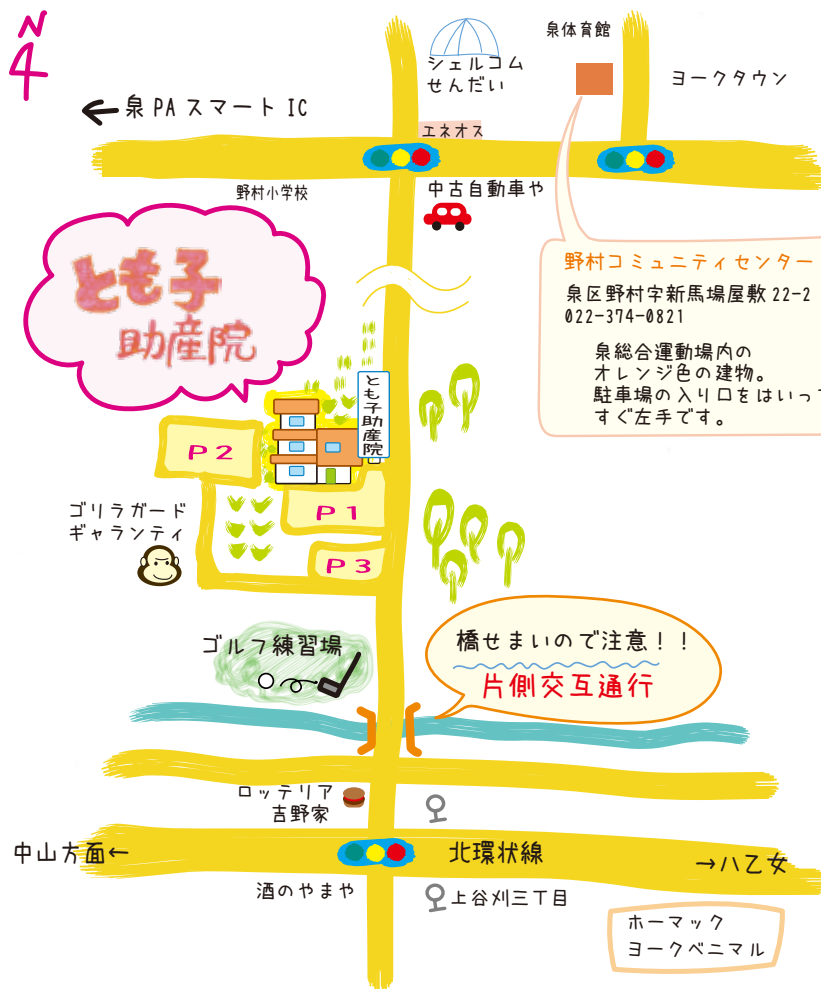 N
泉体育館
シェルコム
せんだい
ヨークタウン
← 泉 PA スマート IC
エネオス
野村小学校
中古自動車や
とも子
助産院
野村コミュニティセンター
泉区野村字新馬場屋敷 22-2
022-374-0821
泉総合運動場内の
オレンジ色の建物。
駐車場の入り口をはいって
すぐ左手です。
とも子助産院
P2
P1
P3
ゴリラガード
ギャランティ
ゴルフ練習場
橋せまいので注意！！
片側交互通行
ロッテリア
吉野家
中山方面←
北環状線
→八乙女
酒のやまや
上谷刈三丁目
ホーマック
ヨークベニマル